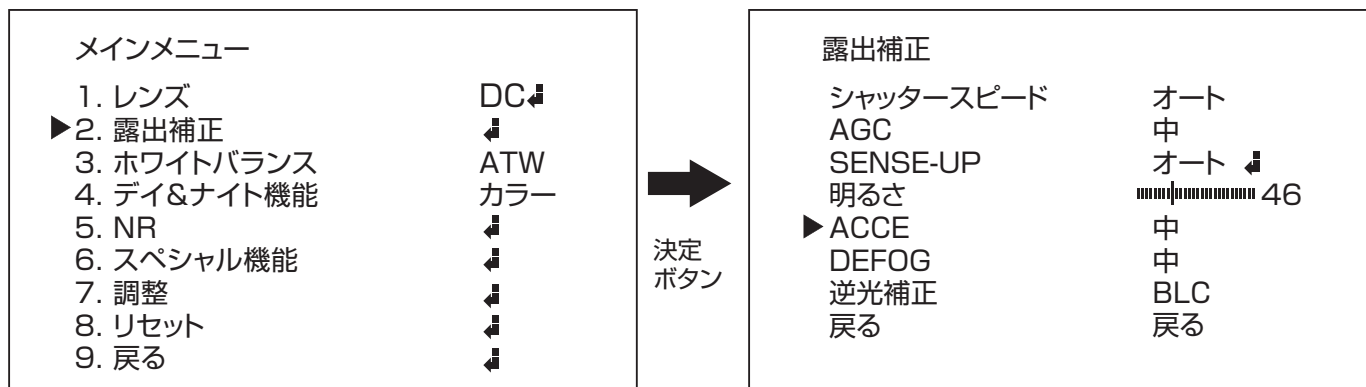 メインメニュー
1. レンズ DC↲
▶2. 露出補正 ↲
3. ホワイトバランス ATW
4. デイ&ナイト機能 カラー
5. NR ↲
6. スペシャル機能 ↲
7. 調整 ↲
8. リセット ↲
9. 戻る ↲
決定
ボタン
露出補正
シャッタースピード オート
AGC 中
SENSE-UP オート ↲
明るさ 46
▶ACCE 中
DEFOG 中
逆光補正 BLC
戻る 戻る